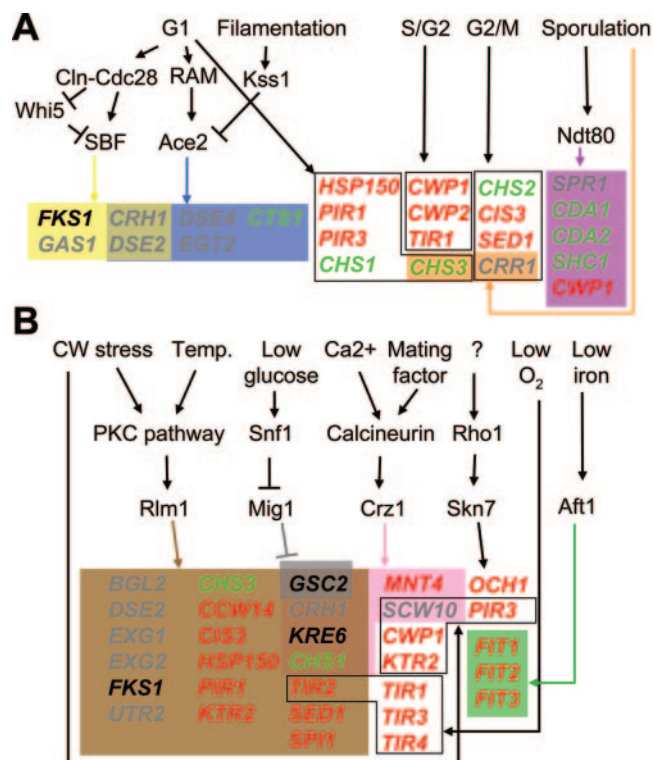 A
G1 Filamentation S/G2 G2/M Sporulation
Cln-Cdc28 RAM Kss1
Whi5
SBF Ace2 Ndt80
FKS1 CRH1 DSE4 CTS1 HSP150 CWP1 CHS2 SPR1
GAS1 DSE2 EGT2 PIR1 CWP2 CIS3 CDA1
PIR3 TIR1 SED1 CDA2
CHS1 CHS3 CRR1 SHC1
CWP1
B
CW stress Temp. Low glucose Ca2+ Mating factor ? Low O2 Low iron
PKC pathway Snf1 Calcineurin Rho1
Rlm1 Mig1 Crz1 Skn7 Aft1
BGL2 CHS3 GSC2 MNT4 OCH1
DSE2 CCW14 CRH1 SCW10 PIR3
EXG1 CIS3 KRE6 CWP1 FIT1
EXG2 HSP150 CHS1 KTR2 FIT2
FKS1 PIR1 TIR2 TIR1 FIT3
UTR2 KTR2 SED1 TIR3
SPI1 TIR4